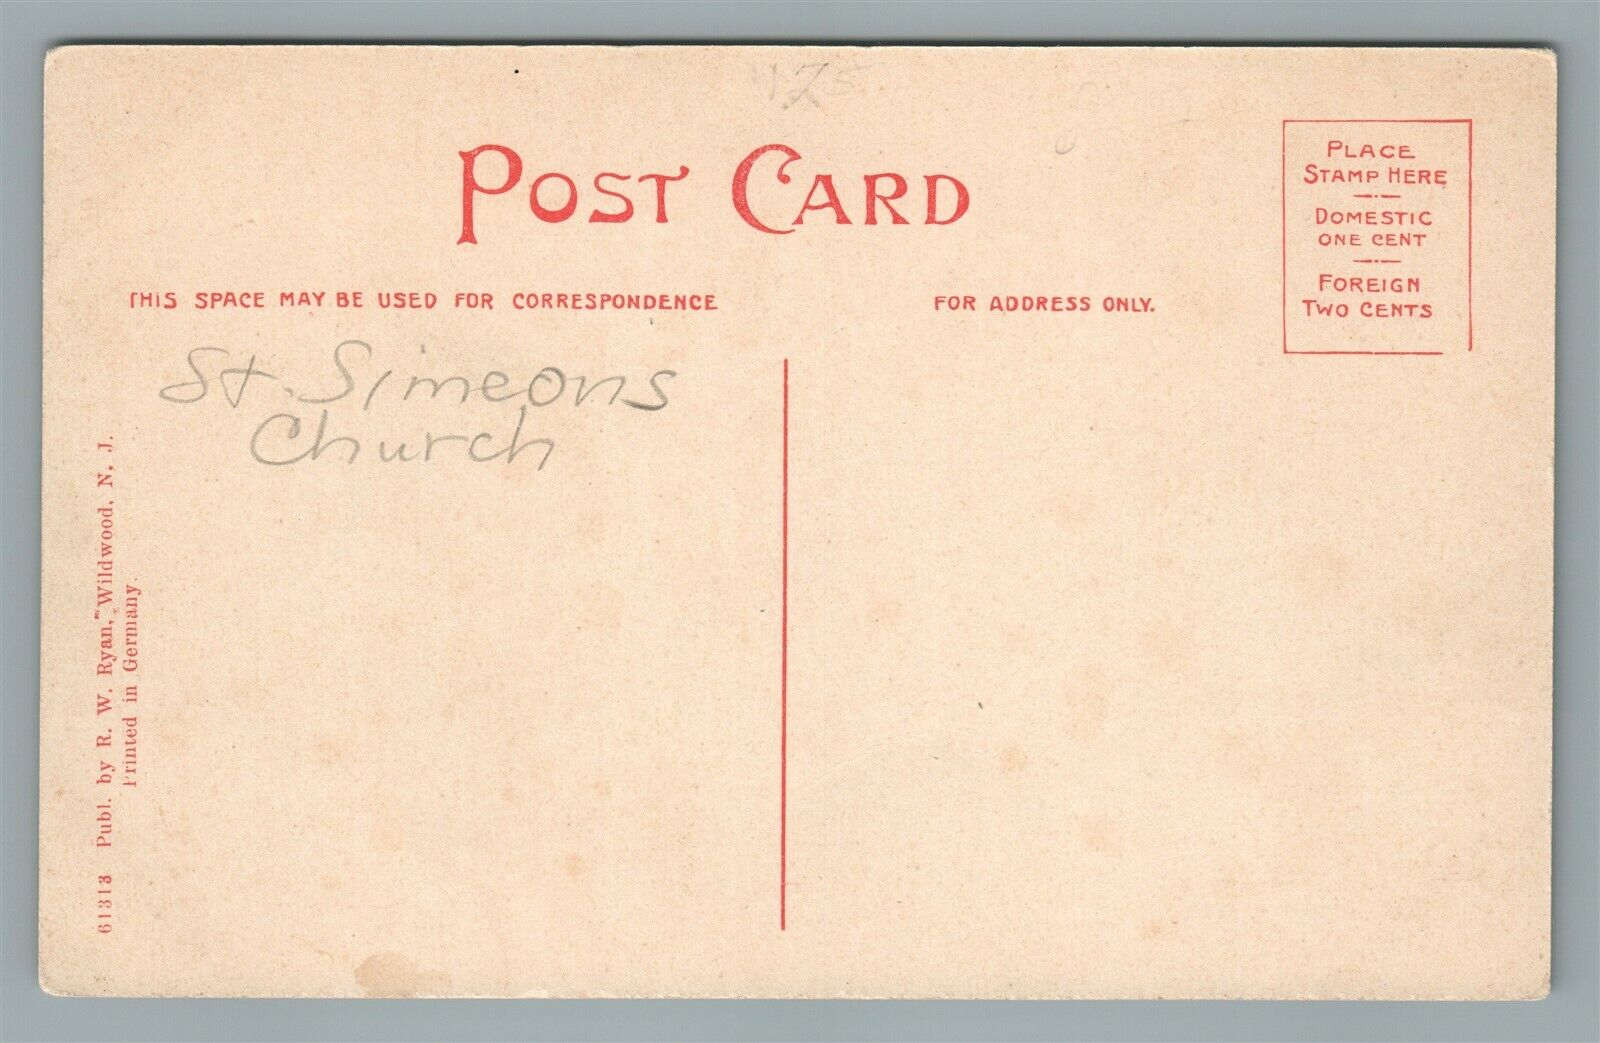 POST CARD
PLACE
STAMP HERE
DOMESTIC
ONE CENT
FOREIGN
TWO CENTS
THIS SPACE MAY BE USED FOR CORRESPONDENCE
FOR ADDRESS ONLY.
St. Simeons
Church
61313 Publ. by R. W. Ryan, Wildwood, N. J.
Printed in Germany.